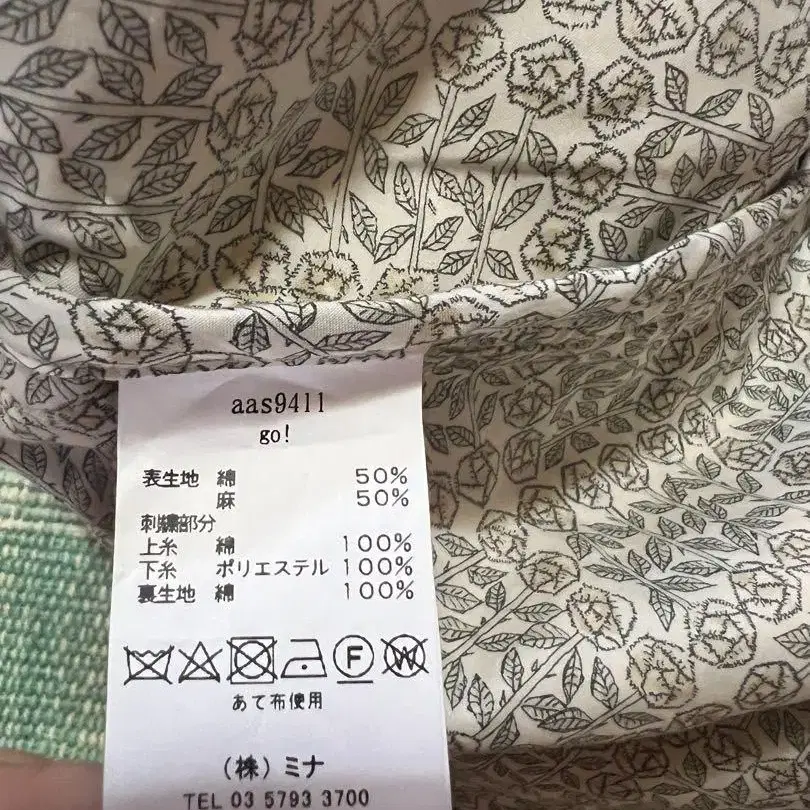 aas9411
go!
表生地 綿 50%
麻 50%
刺繍部分
上糸 綿 100%
下糸 ポリエステル 100%
裏生地 綿 100%
F W
あて布使用
(株) ミナ
TEL 03 5793 3700